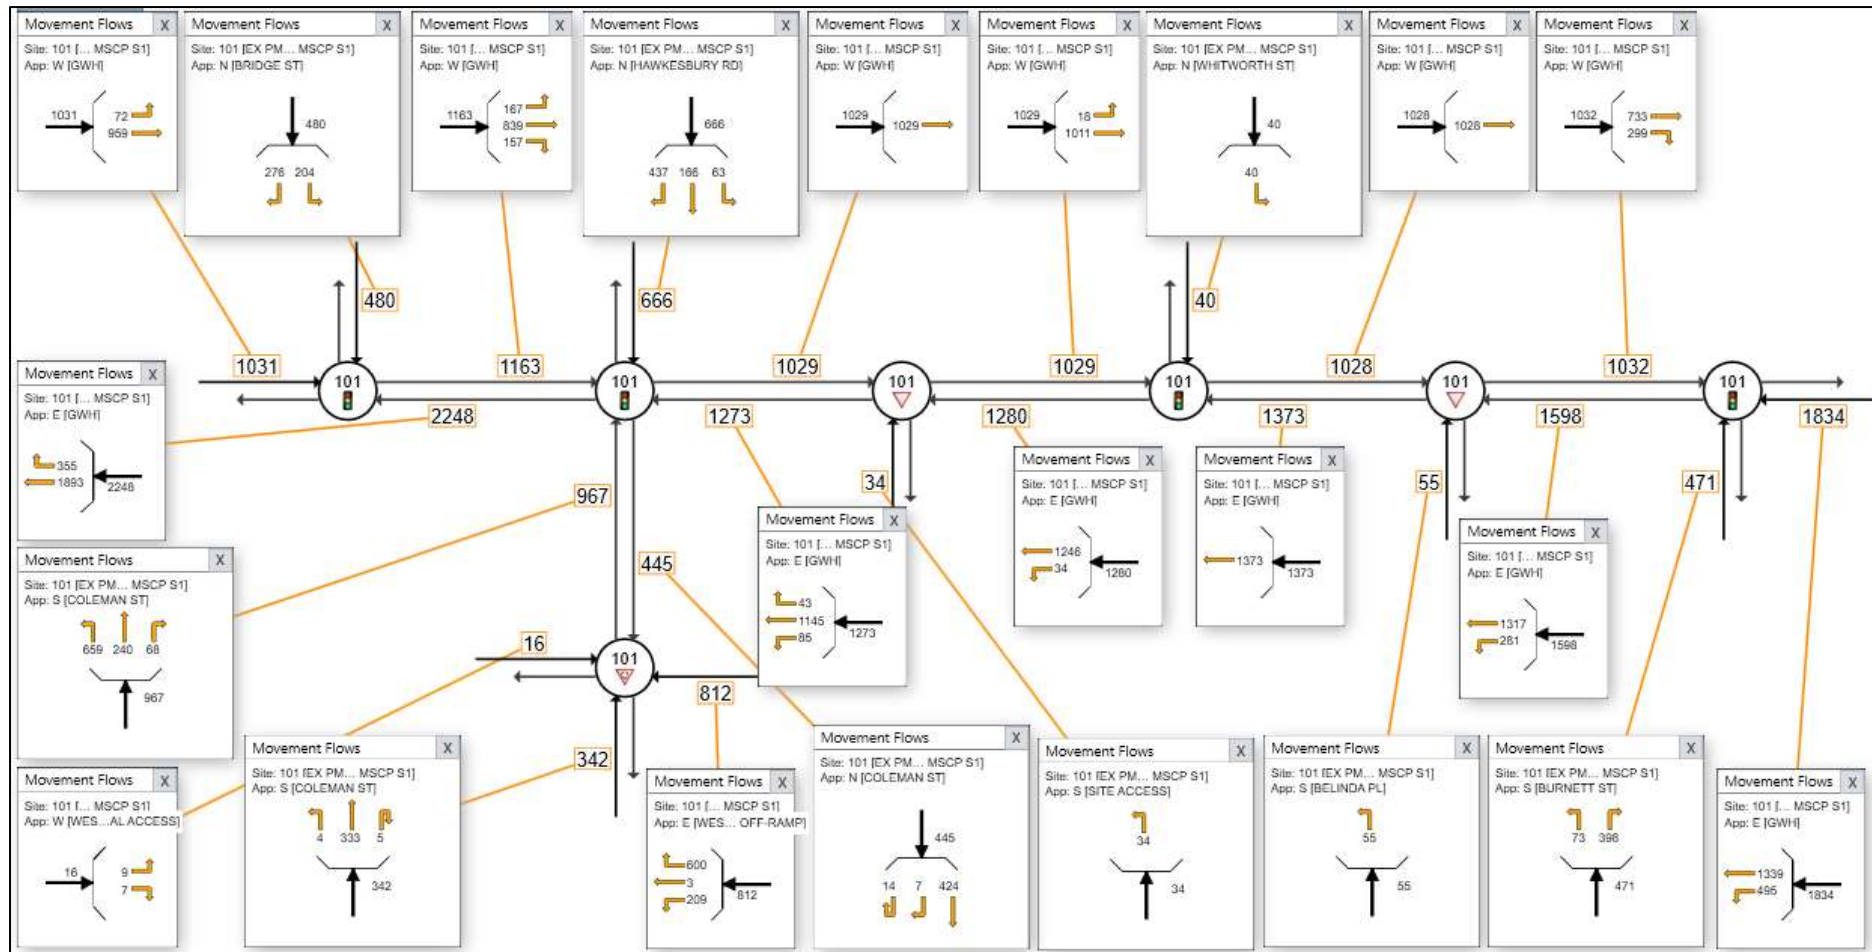 Movement Flows X
Site: 101 [... MSCP S1]
App: W [GWH]
1031
72
959
Movement Flows X
Site: 101 [EX PM... MSCP S1]
App: N [BRIDGE ST]
480
276 204
Movement Flows X
Site: 101 [... MSCP S1]
App: W [GWH]
1163
167
839
157
Movement Flows X
Site: 101 [EX PM... MSCP S1]
App: N [HAWKESBURY RD]
666
437 166 63
Movement Flows X
Site: 101 [... MSCP S1]
App: W [GWH]
1029 1029
Movement Flows X
Site: 101 [... MSCP S1]
App: W [GWH]
1029
18
1011
Movement Flows X
Site: 101 [EX PM... MSCP S1]
App: N [WHITWORTH ST]
40
40
Movement Flows X
Site: 101 [... MSCP S1]
App: W [GWH]
1028 1028
Movement Flows X
Site: 101 [... MSCP S1]
App: W [GWH]
1032
733
299
480 666 40
1031 1163 1029 1029 1028 1032
101 101 101 101 101 101
2248 1273 1280 1373 1598 1834
Movement Flows X
Site: 101 [... MSCP S1]
App: E [GWH]
355
1893
2248
967
34
55
471
445
Movement Flows X
Site: 101 [EX PM... MSCP S1]
App: S [COLEMAN ST]
659 240 68
967
Movement Flows X
Site: 101 [... MSCP S1]
App: E [GWH]
43
1145
85
1273
Movement Flows X
Site: 101 [... MSCP S1]
App: E [GWH]
1246
34
1280
Movement Flows X
Site: 101 [... MSCP S1]
App: E [GWH]
1373 1373
Movement Flows X
Site: 101 [... MSCP S1]
App: E [GWH]
1317
281
1598
16
101
812
342
Movement Flows X
Site: 101 [... MSCP S1]
App: W [WES...AL ACCESS]
16
9
7
Movement Flows X
Site: 101 [EX PM... MSCP S1]
App: S [COLEMAN ST]
4 333 5
342
Movement Flows X
Site: 101 [... MSCP S1]
App: E [WES... OFF-RAMP]
600
3
209
812
Movement Flows X
Site: 101 [EX PM... MSCP S1]
App: N [COLEMAN ST]
445
14 7 424
Movement Flows X
Site: 101 [EX PM... MSCP S1]
App: S [SITE ACCESS]
34
34
Movement Flows X
Site: 101 [EX PM... MSCP S1]
App: S [BELINDA PL]
55
55
Movement Flows X
Site: 101 [EX PM... MSCP S1]
App: S [BURNETT ST]
73 398
471
Movement Flows X
Site: 101 [... MSCP S1]
App: E [GWH]
1339
495
1834